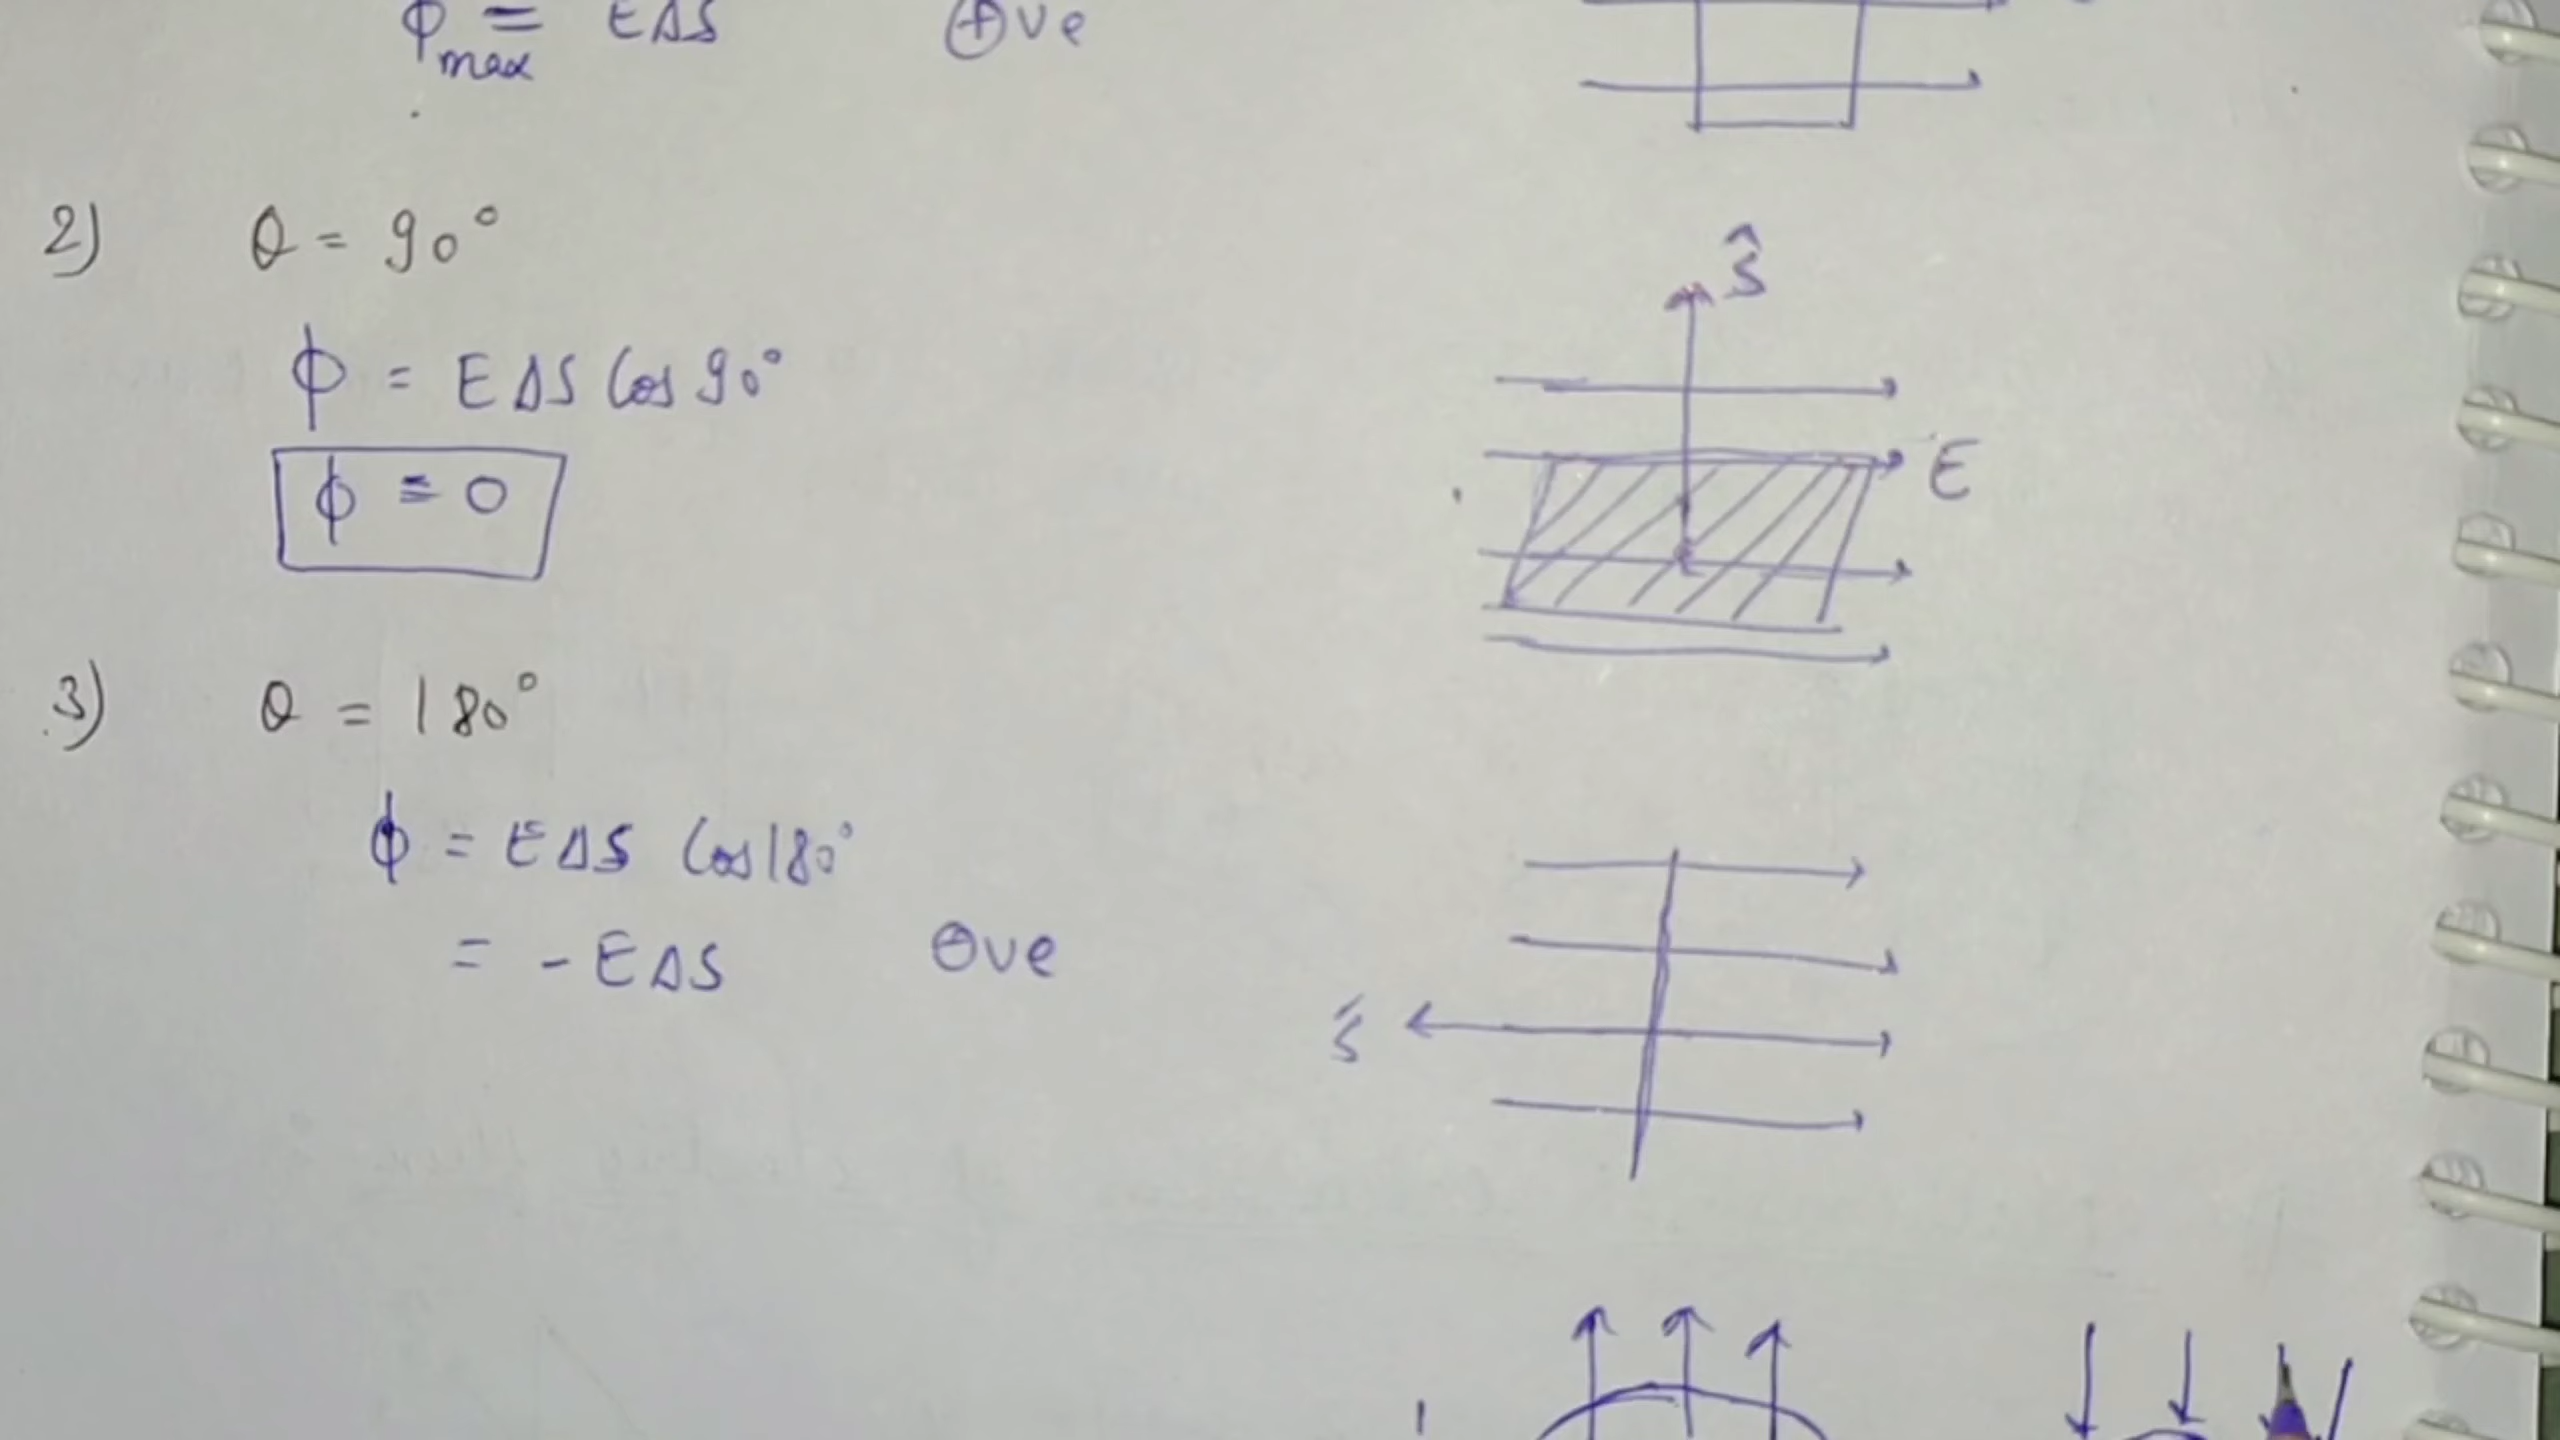 ϕmax = EΔS ⊕ve
2) θ = 90°
ŝ
ϕ = EΔS Cos 90°
E
ϕ = 0
3) θ = 180°
ϕ = EΔS Cos180°
= - EΔS ⊖ve
ŝ